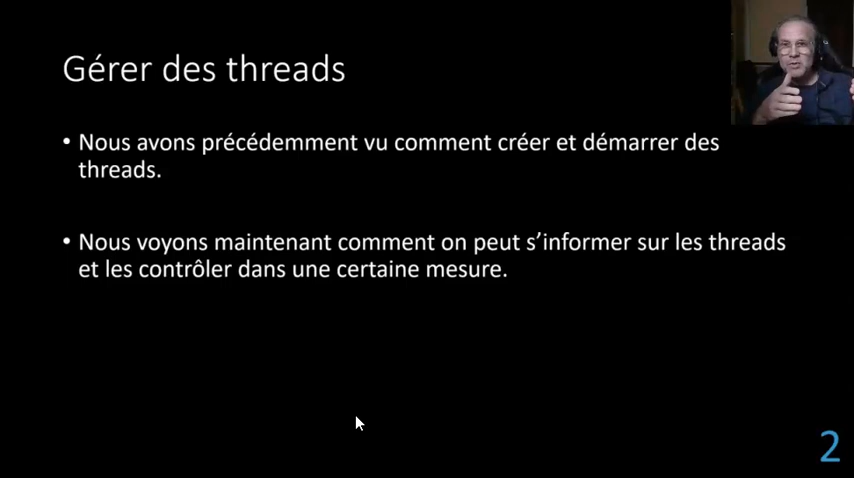 Gérer des threads
• Nous avons précédemment vu comment créer et démarrer des
threads.
• Nous voyons maintenant comment on peut s’informer sur les threads
et les contrôler dans une certaine mesure.
2